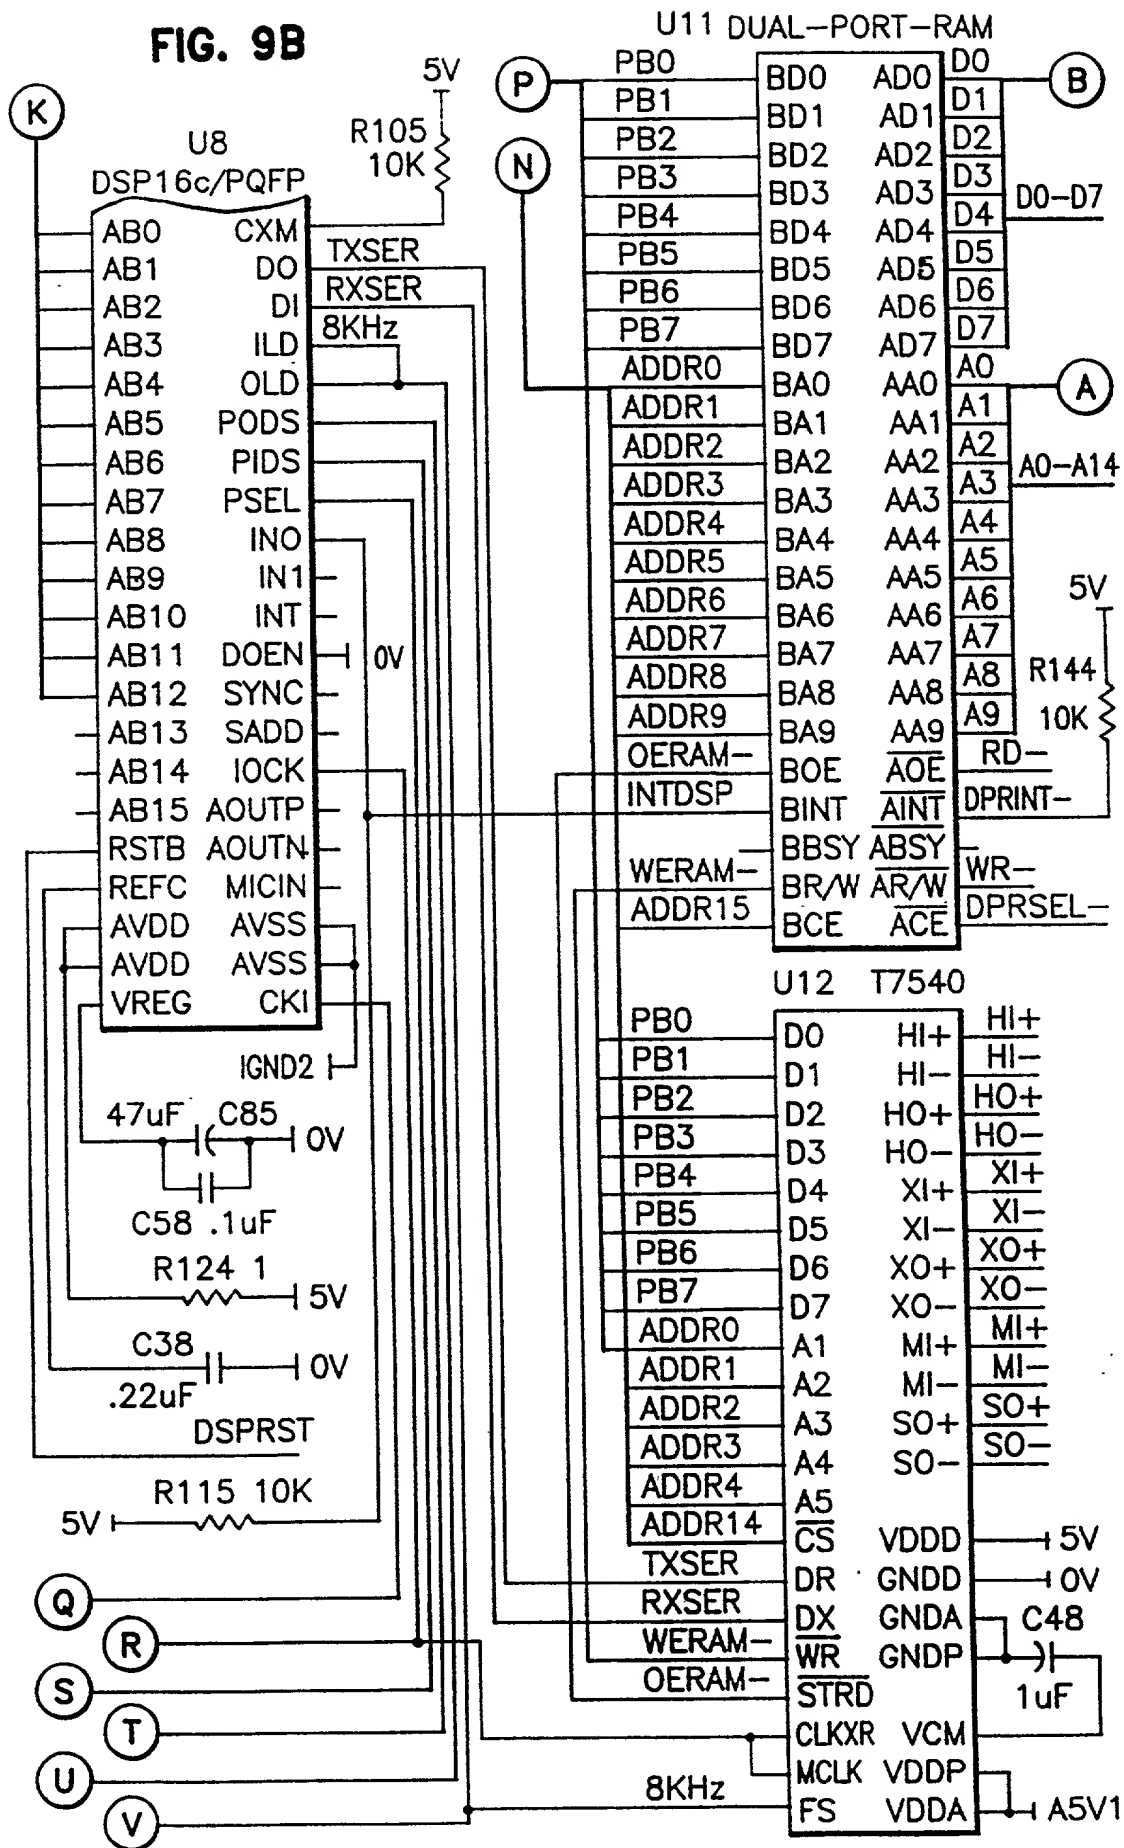 FIG. 9B
K
U8
DSP16c/PQFP
5V
R105
10K
AB0 CXM
AB1 DO TXSER
AB2 DI RXSER
AB3 ILD 8KHz
AB4 OLD
AB5 PODS
AB6 PIDS
AB7 PSEL
AB8 INO
AB9 IN1
AB10 INT
AB11 DOEN 0V
AB12 SYNC
AB13 SADD
AB14 IOCK
AB15 AOUTP
RSTB AOUTN
REFC MICIN
AVDD AVSS
AVDD AVSS
VREG CKI
IGND2
47uF C85 0V
C58 .1uF
R124 1
5V
C38 0V
.22uF
DSPRST
R115 10K
5V
Q
R
S
T
U
V
U11 DUAL-PORT-RAM
P
N
PB0 BD0 AD0 D0 B
PB1 BD1 AD1 D1
PB2 BD2 AD2 D2
PB3 BD3 AD3 D3 D0-D7
PB4 BD4 AD4 D4
PB5 BD5 AD5 D5
PB6 BD6 AD6 D6
PB7 BD7 AD7 D7
ADDR0 BA0 AA0 A0 A
ADDR1 BA1 AA1 A1
ADDR2 BA2 AA2 A2 A0-A14
ADDR3 BA3 AA3 A3
ADDR4 BA4 AA4 A4
ADDR5 BA5 AA5 A5
ADDR6 BA6 AA6 A6 5V
ADDR7 BA7 AA7 A7
ADDR8 BA8 AA8 A8 R144
ADDR9 BA9 AA9 A9 10K
OERAM- BOE AOE RD-
INTDSP BINT AINT DPRINT-
BBSY ABSY
WERAM- BR/W AR/W WR-
ADDR15 BCE ACE DPRSEL-
U12 T7540
PB0 D0 HI+ HI+
PB1 D1 HI- HI-
PB2 D2 HO+ HO+
PB3 D3 HO- HO-
PB4 D4 XI+ XI+
PB5 D5 XI- XI-
PB6 D6 XO+ XO+
PB7 D7 XO- XO-
ADDR0 A1 MI+ MI+
ADDR1 A2 MI- MI-
ADDR2 A3 SO+ SO+
ADDR3 A4 SO- SO-
ADDR4 A5
ADDR14 CS VDDD 5V
TXSER DR GNDD 0V
RXSER DX GNDA C48
WERAM- WR GNDP
OERAM- STRD 1uF
CLKXR VCM
MCLK VDDP
8KHz FS VDDA A5V1